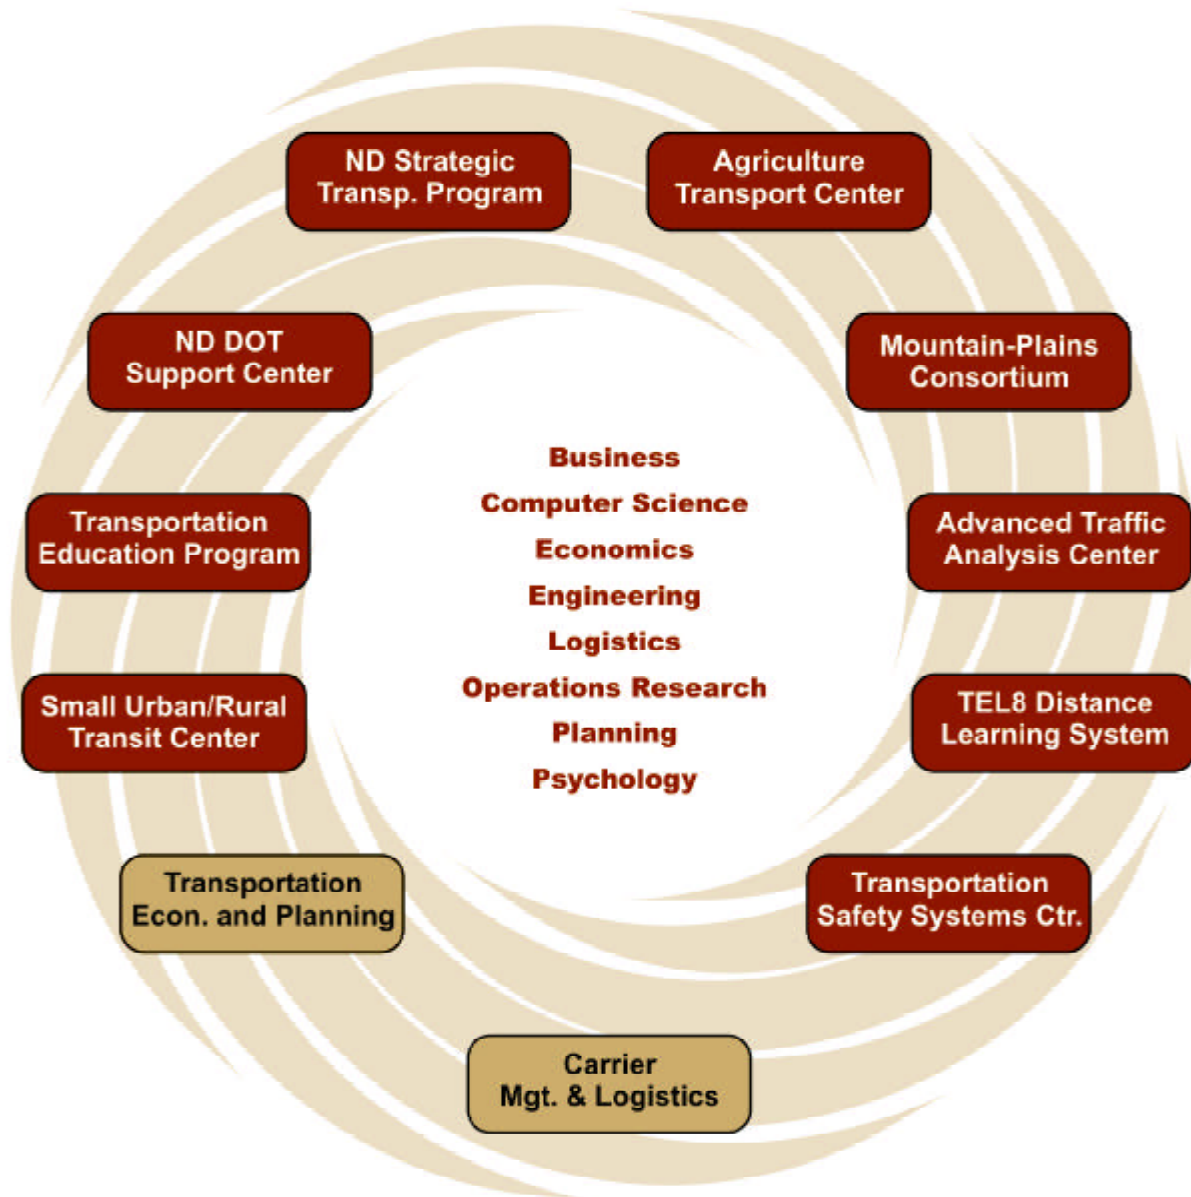 ND Strategic
Transp. Program
Agriculture
Transport Center
ND DOT
Support Center
Mountain-Plains
Consortium
Business
Computer Science
Economics
Engineering
Logistics
Operations Research
Planning
Psychology
Transportation
Education Program
Advanced Traffic
Analysis Center
Small Urban/Rural
Transit Center
TEL8 Distance
Learning System
Transportation
Econ. and Planning
Transportation
Safety Systems Ctr.
Carrier
Mgt. & Logistics